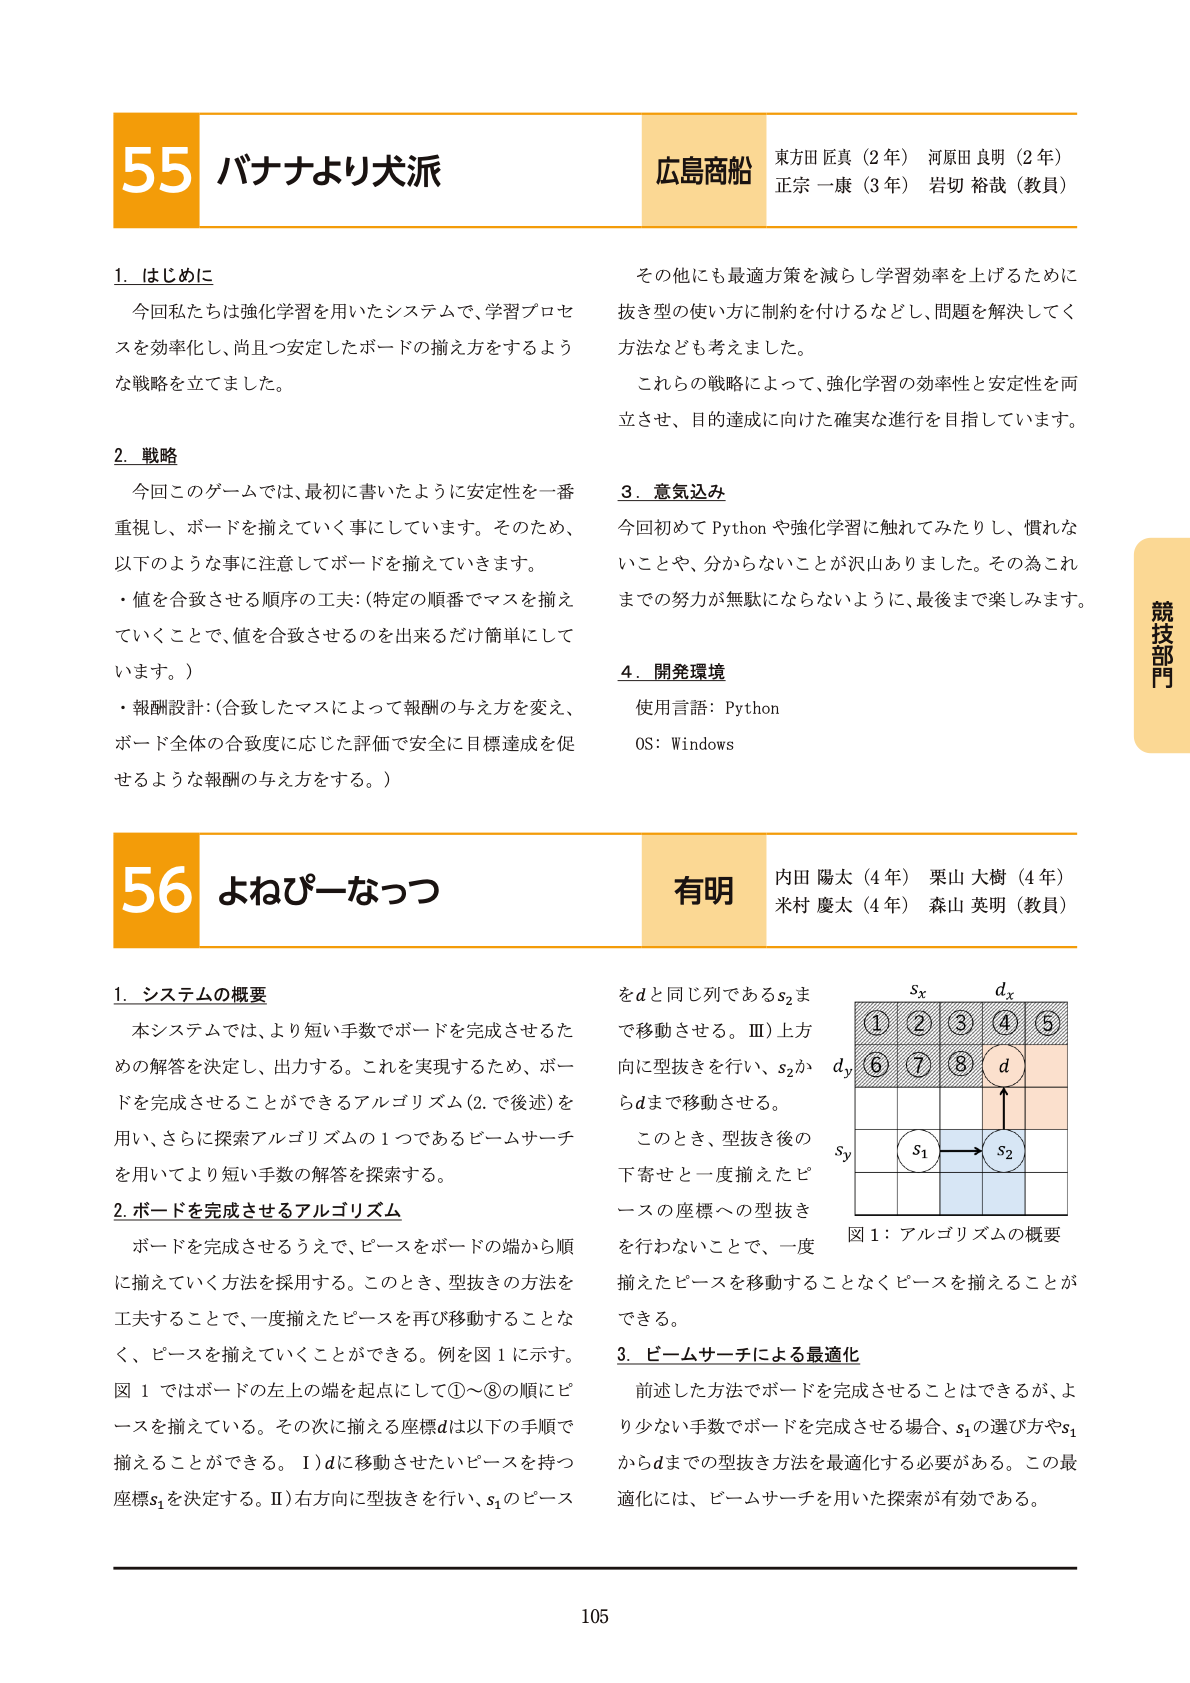 55 バナナより犬派 広島商船 東方田 匠真（2 年） 河原田 良明（2 年）
正宗 一康（3 年） 岩切 裕哉（教員）
1. はじめに
今回私たちは強化学習を用いたシステムで、学習プロセ
スを効率化し、尚且つ安定したボードの揃え方をするよう
な戦略を立てました。
2. 戦略
今回このゲームでは、最初に書いたように安定性を一番
重視し、ボードを揃えていく事にしています。そのため、
以下のような事に注意してボードを揃えていきます。
・値を合致させる順序の工夫：（特定の順番でマスを揃え
ていくことで、値を合致させるのを出来るだけ簡単にして
います。）
・報酬設計：（合致したマスによって報酬の与え方を変え、
ボード全体の合致度に応じた評価で安全に目標達成を促
せるような報酬の与え方をする。）
その他にも最適方策を減らし学習効率を上げるために
抜き型の使い方に制約を付けるなどし、問題を解決してく
方法なども考えました。
これらの戦略によって、強化学習の効率性と安定性を両
立させ、目的達成に向けた確実な進行を目指しています。
３．意気込み
今回初めて Python や強化学習に触れてみたりし、慣れな
いことや、分からないことが沢山ありました。その為これ
までの努力が無駄にならないように、最後まで楽しみます。
４．開発環境
使用言語：Python
OS：Windows
競技部門
56 よねぴーなっつ 有明 内田 陽太（4 年） 栗山 大樹（4 年）
米村 慶太（4 年） 森山 英明（教員）
1. システムの概要
本システムでは、より短い手数でボードを完成させるた
めの解答を決定し、出力する。これを実現するため、ボー
ドを完成させることができるアルゴリズム（2. で後述）を
用い、さらに探索アルゴリズムの 1 つであるビームサーチ
を用いてより短い手数の解答を探索する。
2. ボードを完成させるアルゴリズム
ボードを完成させるうえで、ピースをボードの端から順
に揃えていく方法を採用する。このとき、型抜きの方法を
工夫することで、一度揃えたピースを再び移動することな
く、ピースを揃えていくことができる。例を図 1 に示す。
図 1 ではボードの左上の端を起点にして①～⑧の順にピ
ースを揃えている。その次に揃える座標dは以下の手順で
揃えることができる。Ⅰ）dに移動させたいピースを持つ
座標s₁を決定する。Ⅱ）右方向に型抜きを行い、s₁のピース
をdと同じ列であるs₂ま
で移動させる。Ⅲ）上方
向に型抜きを行い、s₂か
らdまで移動させる。
このとき、型抜き後の
下寄せと一度揃えたピ
ースの座標への型抜き
を行わないことで、一度
揃えたピースを移動することなくピースを揃えることが
できる。
sₓ dₓ
① ② ③ ④ ⑤
d_y ⑥ ⑦ ⑧ d
s_y s₁ s₂
図 1：アルゴリズムの概要
3. ビームサーチによる最適化
前述した方法でボードを完成させることはできるが、よ
り少ない手数でボードを完成させる場合、s₁の選び方やs₁
からdまでの型抜き方法を最適化する必要がある。この最
適化には、ビームサーチを用いた探索が有効である。
105